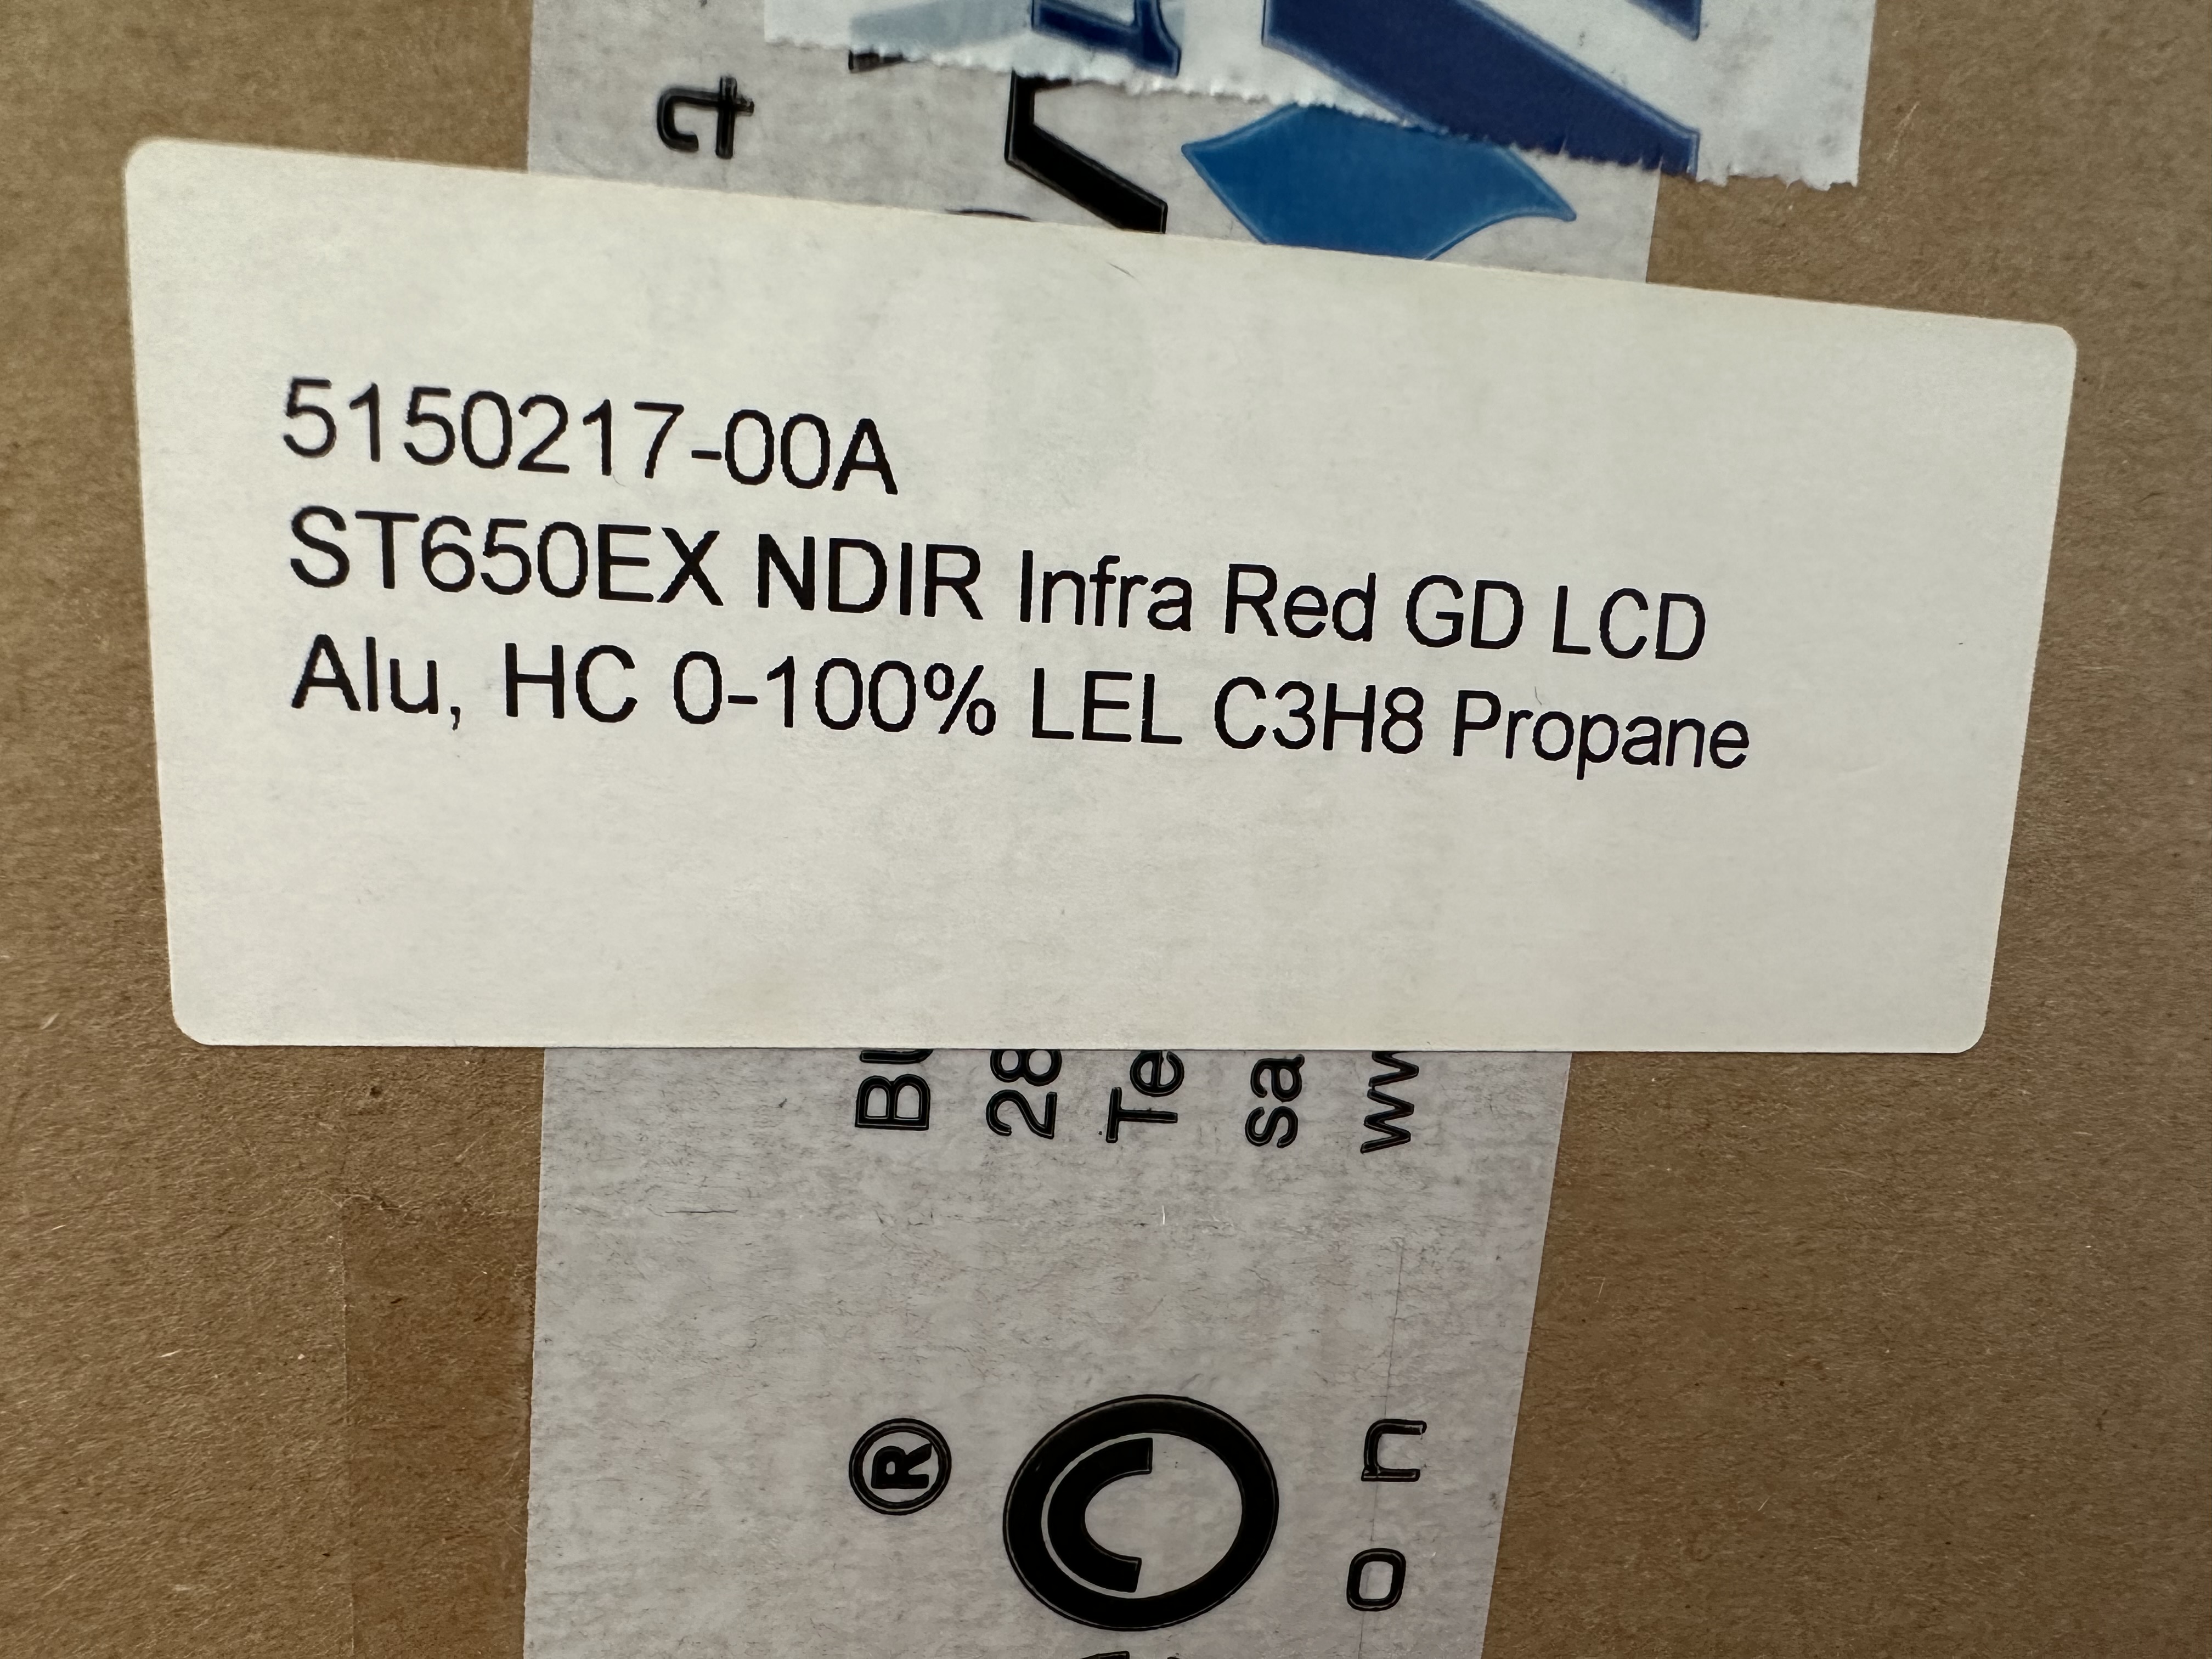 5150217-00A
ST650EX NDIR Infra Red GD LCD
Alu, HC 0-100% LEL C3H8 Propane
®